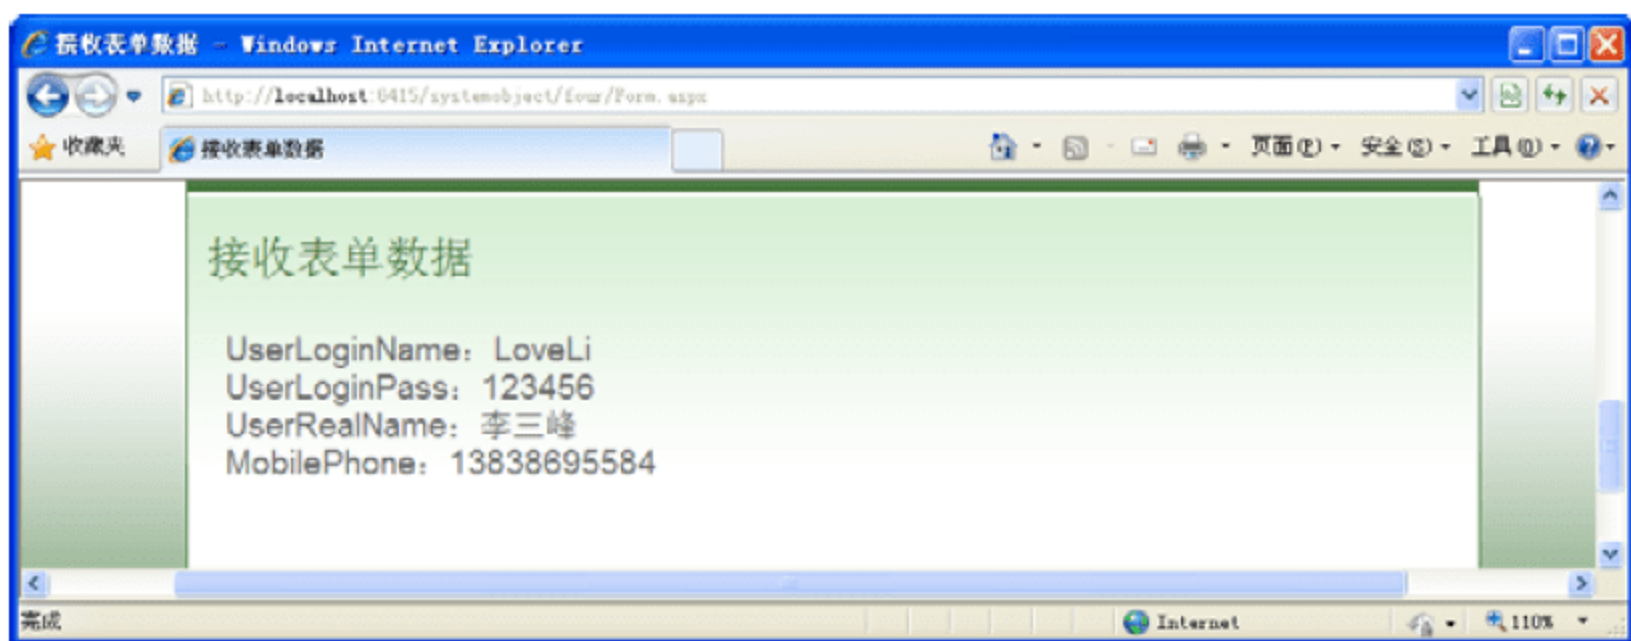 接收表单数据 - Windows Internet Explorer
http://localhost:6415/systemobject/four/Form.aspx
收藏夹 接收表单数据 页面(P) 安全(S) 工具(O)
接收表单数据
UserLoginName：LoveLi
UserLoginPass：123456
UserRealName：李三峰
MobilePhone：13838695584
完成 Internet 110%